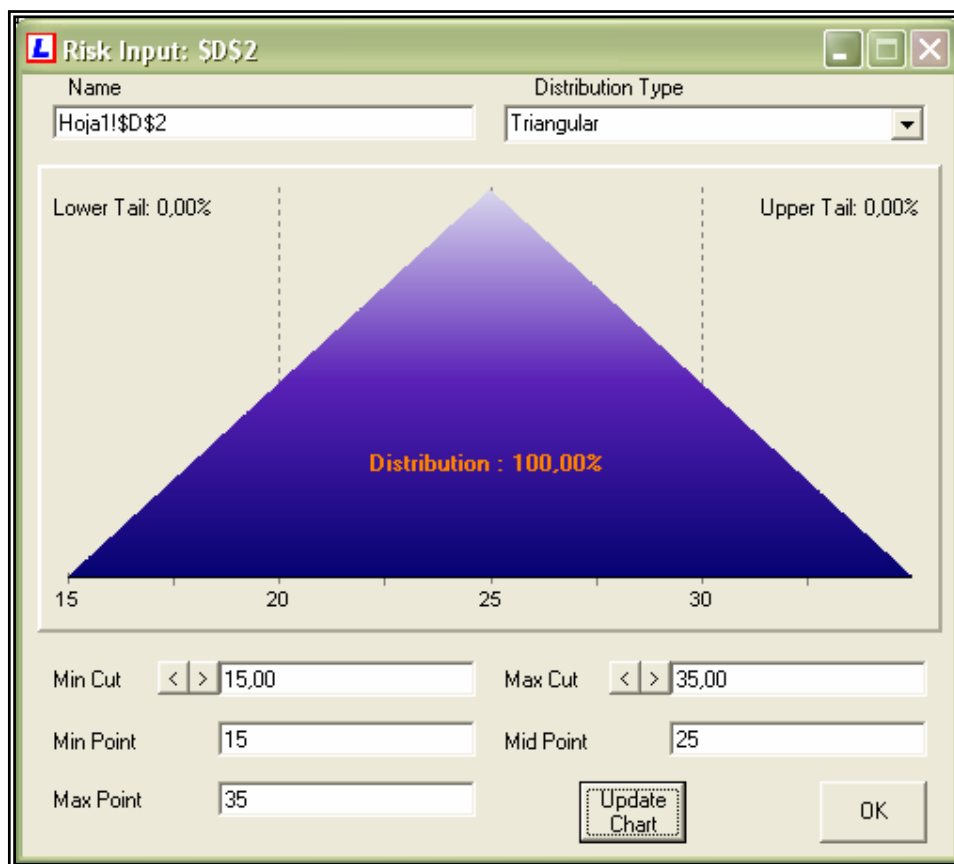 L Risk Input: $D$2
Name Distribution Type
Hoja1!$D$2 Triangular
Lower Tail: 0,00% Upper Tail: 0,00%
Distribution : 100,00%
15 20 25 30
Min Cut < > 15,00 Max Cut < > 35,00
Min Point 15 Mid Point 25
Max Point 35 Update
Chart OK